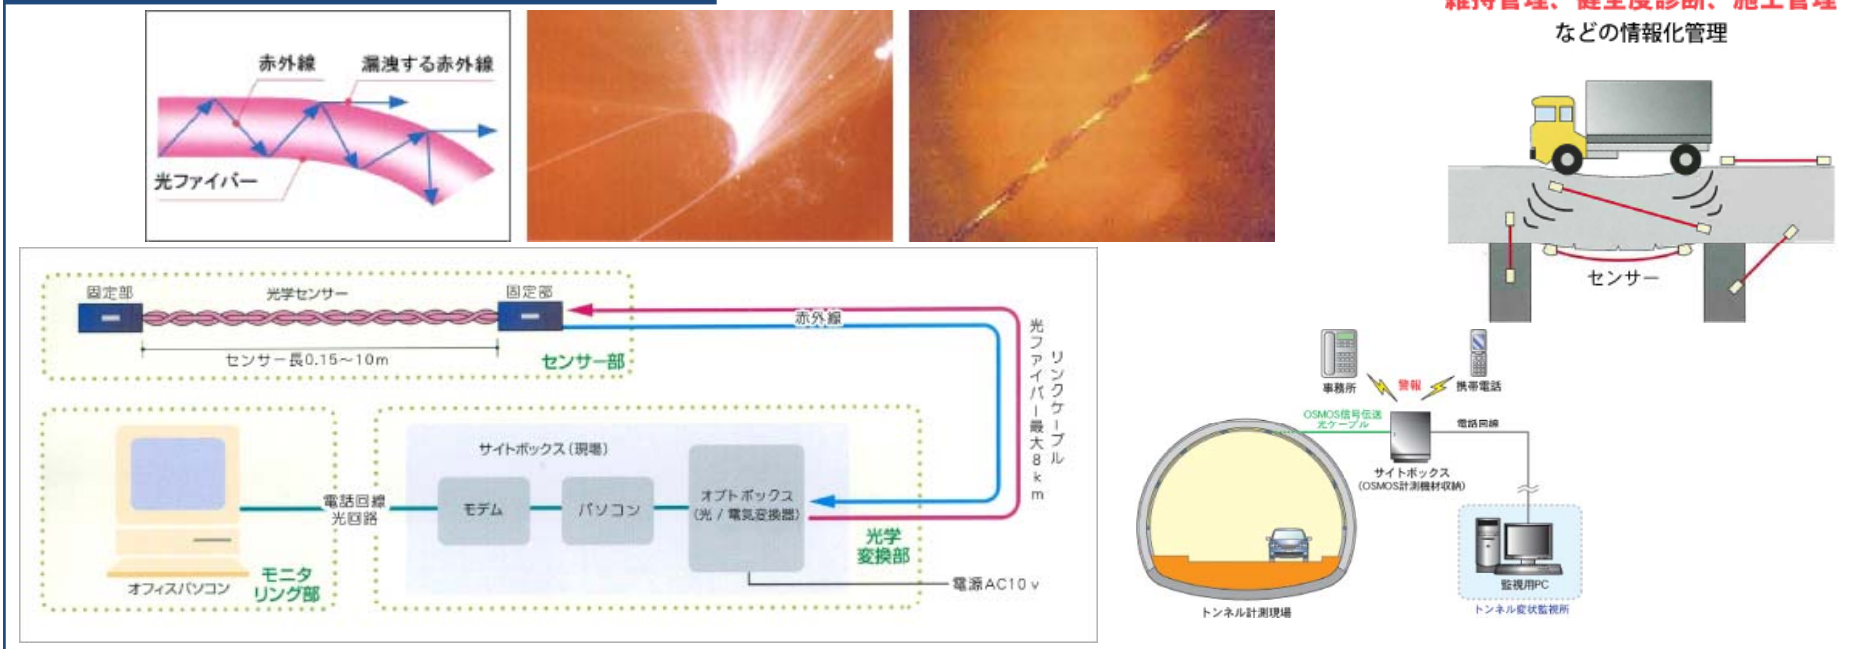 維持管理、健全度診断、施工管理
などの情報化管理
赤外線
漏洩する赤外線
光ファイバー
センサー
固定部
光学センサー
固定部
センサー長0.15～10m
センサー部
赤外線
光ファイバー最大8km
リンクケーブル
サイトボックス(現場)
モデム
パソコン
オプトボックス
(光/電気変換器)
光学
変換部
電源AC10v
電話回線
光回路
オフィスパソコン
モニタ
リング部
事務所
警報
携帯電話
OSMOS信号伝送
光ケーブル
電話回線
サイトボックス
(OSMOS計測機材収納)
監視用PC
トンネル変状監視所
トンネル計測現場